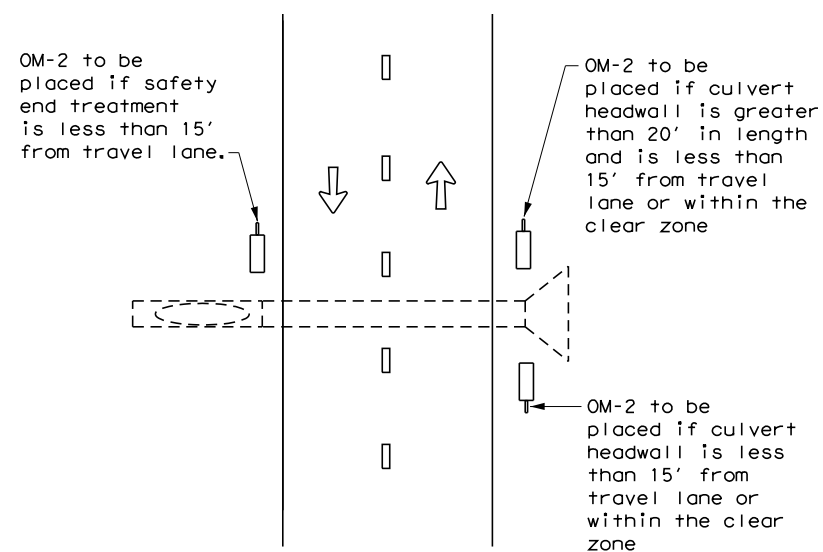 OM-2 to be
placed if safety
end treatment
is less than 15'
from travel lane.
OM-2 to be
placed if culvert
headwall is greater
than 20' in length
and is less than
15' from travel
lane or within the
clear zone
OM-2 to be
placed if culvert
headwall is less
than 15' from
travel lane or
within the clear
zone